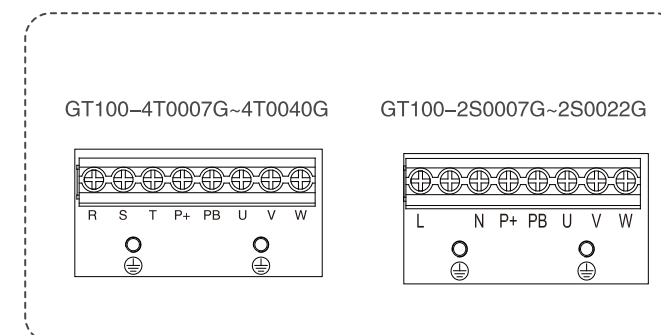 GT100-4T0007G~4T0040G
R S T P+ PB U V W
GT100-2S0007G~2S0022G
L N P+ PB U V W